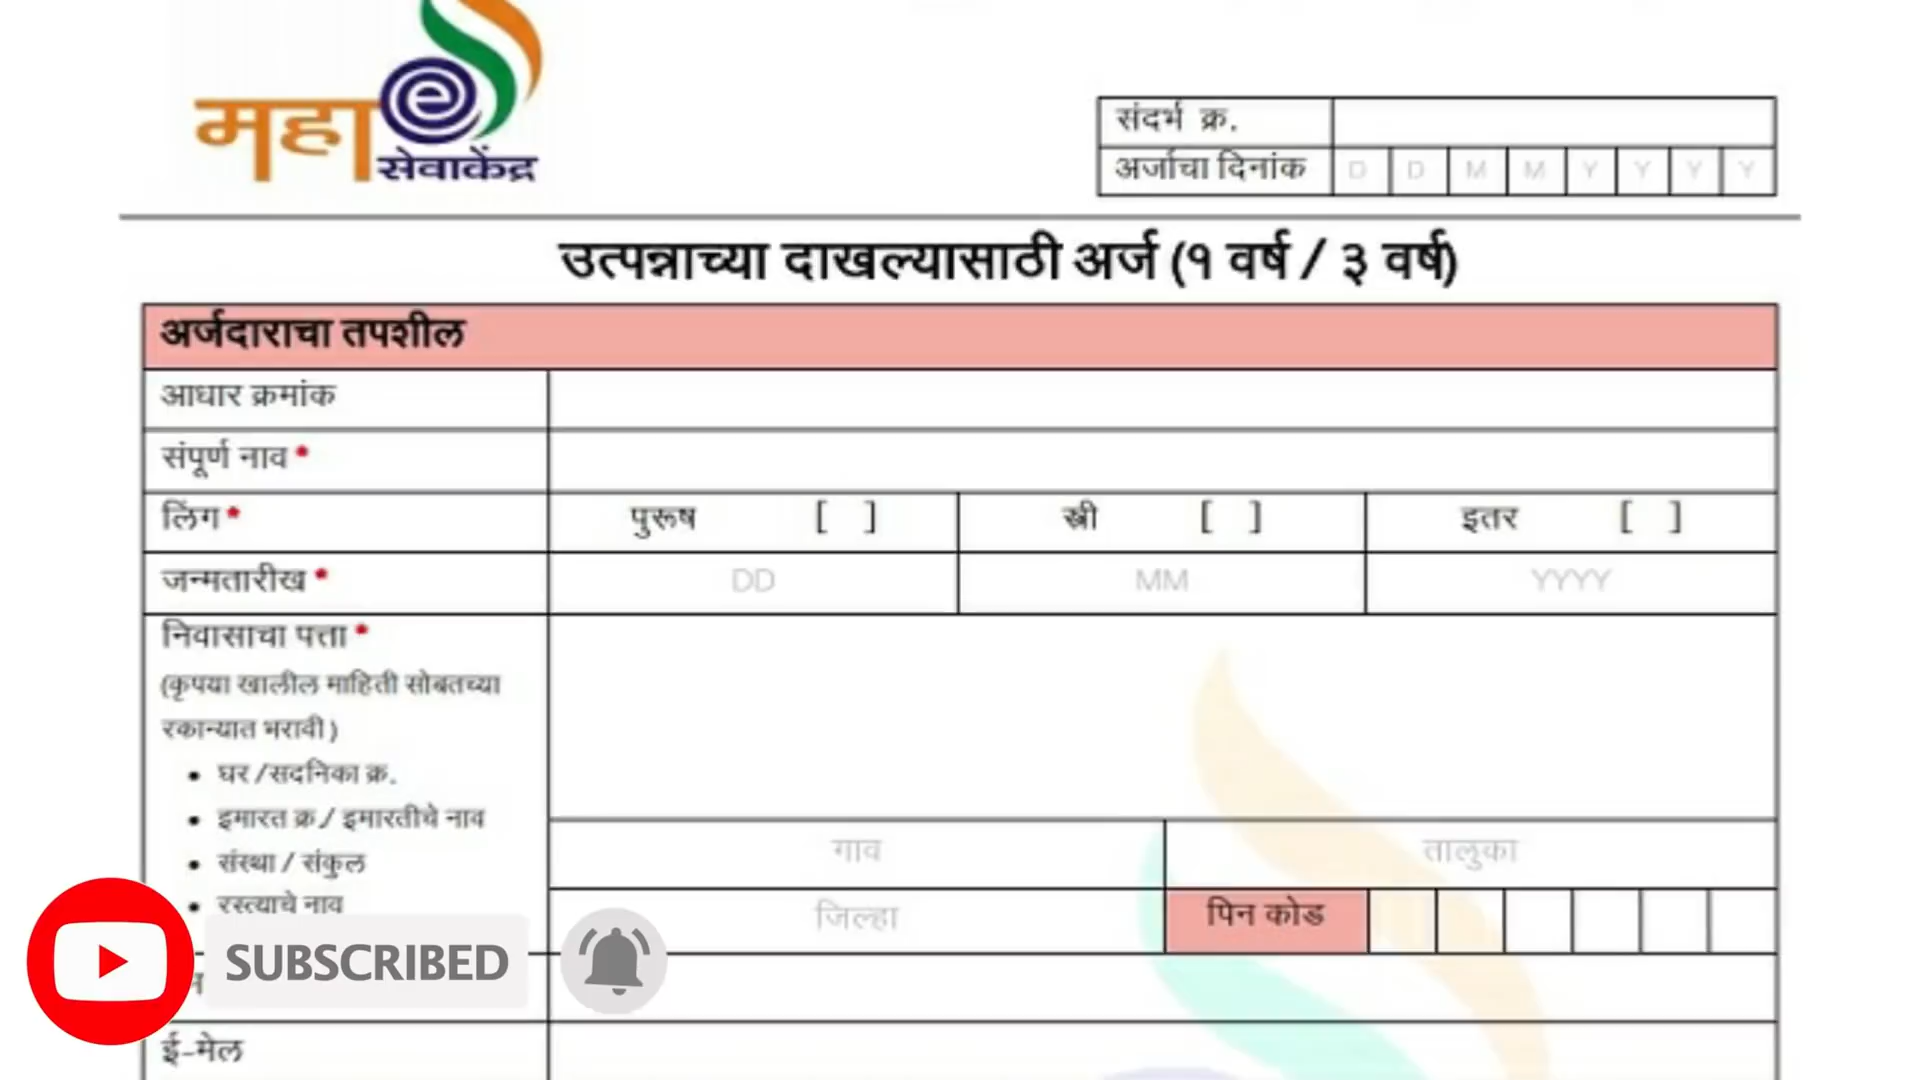 महा
e
सेवाकेंद्र
संदर्भ क्र.
अर्जाचा दिनांक D D M M Y Y Y Y
उत्पन्नाच्या दाखल्यासाठी अर्ज (१ वर्ष / ३ वर्ष)
अर्जदाराचा तपशील
आधार क्रमांक
संपूर्ण नाव*
लिंग* पुरूष [ ] स्त्री [ ] इतर [ ]
जन्मतारीख* DD MM YYYY
निवासाचा पत्ता*
(कृपया खालील माहिती सोबतच्या
रकान्यात भरावी)
• घर /सदनिका क्र.
• इमारत क्र./ इमारतीचे नाव
• संस्था / संकुल
• रस्त्याचे नाव
गाव तालुका
जिल्हा पिन कोड
SUBSCRIBED
ई-मेल